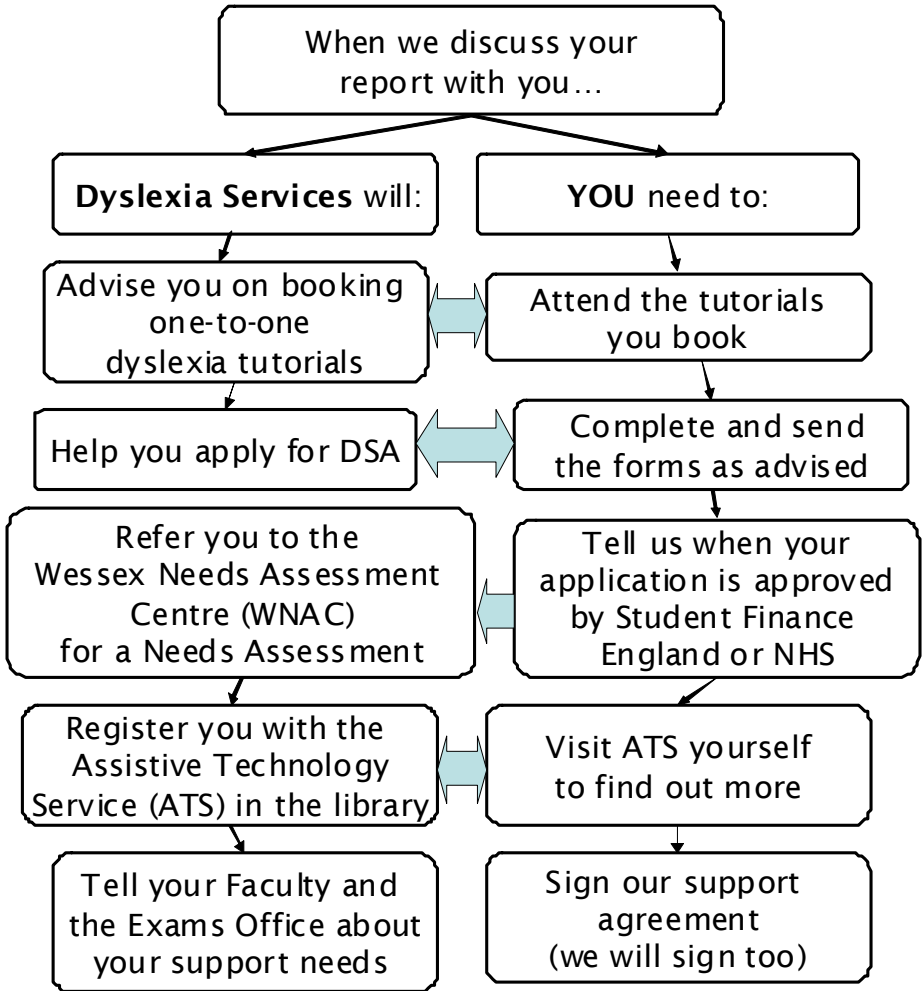 When we discuss your
report with you…
Dyslexia Services will:
YOU need to:
Advise you on booking
one-to-one
dyslexia tutorials
Attend the tutorials
you book
Help you apply for DSA
Complete and send
the forms as advised
Refer you to the
Wessex Needs Assessment
Centre (WNAC)
for a Needs Assessment
Tell us when your
application is approved
by Student Finance
England or NHS
Register you with the
Assistive Technology
Service (ATS) in the library
Visit ATS yourself
to find out more
Tell your Faculty and
the Exams Office about
your support needs
Sign our support
agreement
(we will sign too)